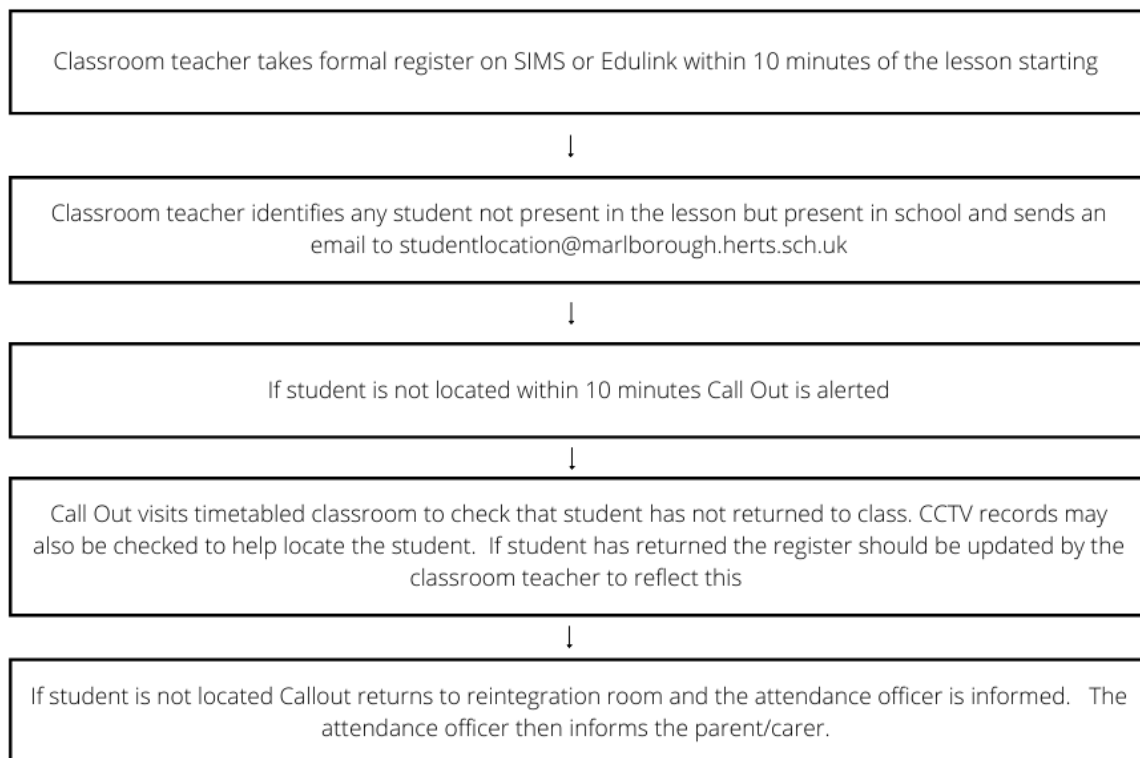 Classroom teacher takes formal register on SIMS or Edulink within 10 minutes of the lesson starting
↓
Classroom teacher identifies any student not present in the lesson but present in school and sends an
email to studentlocation@marlborough.herts.sch.uk
↓
If student is not located within 10 minutes Call Out is alerted
↓
Call Out visits timetabled classroom to check that student has not returned to class. CCTV records may
also be checked to help locate the student.  If student has returned the register should be updated by the
classroom teacher to reflect this
↓
If student is not located Callout returns to reintegration room and the attendance officer is informed.   The
attendance officer then informs the parent/carer.